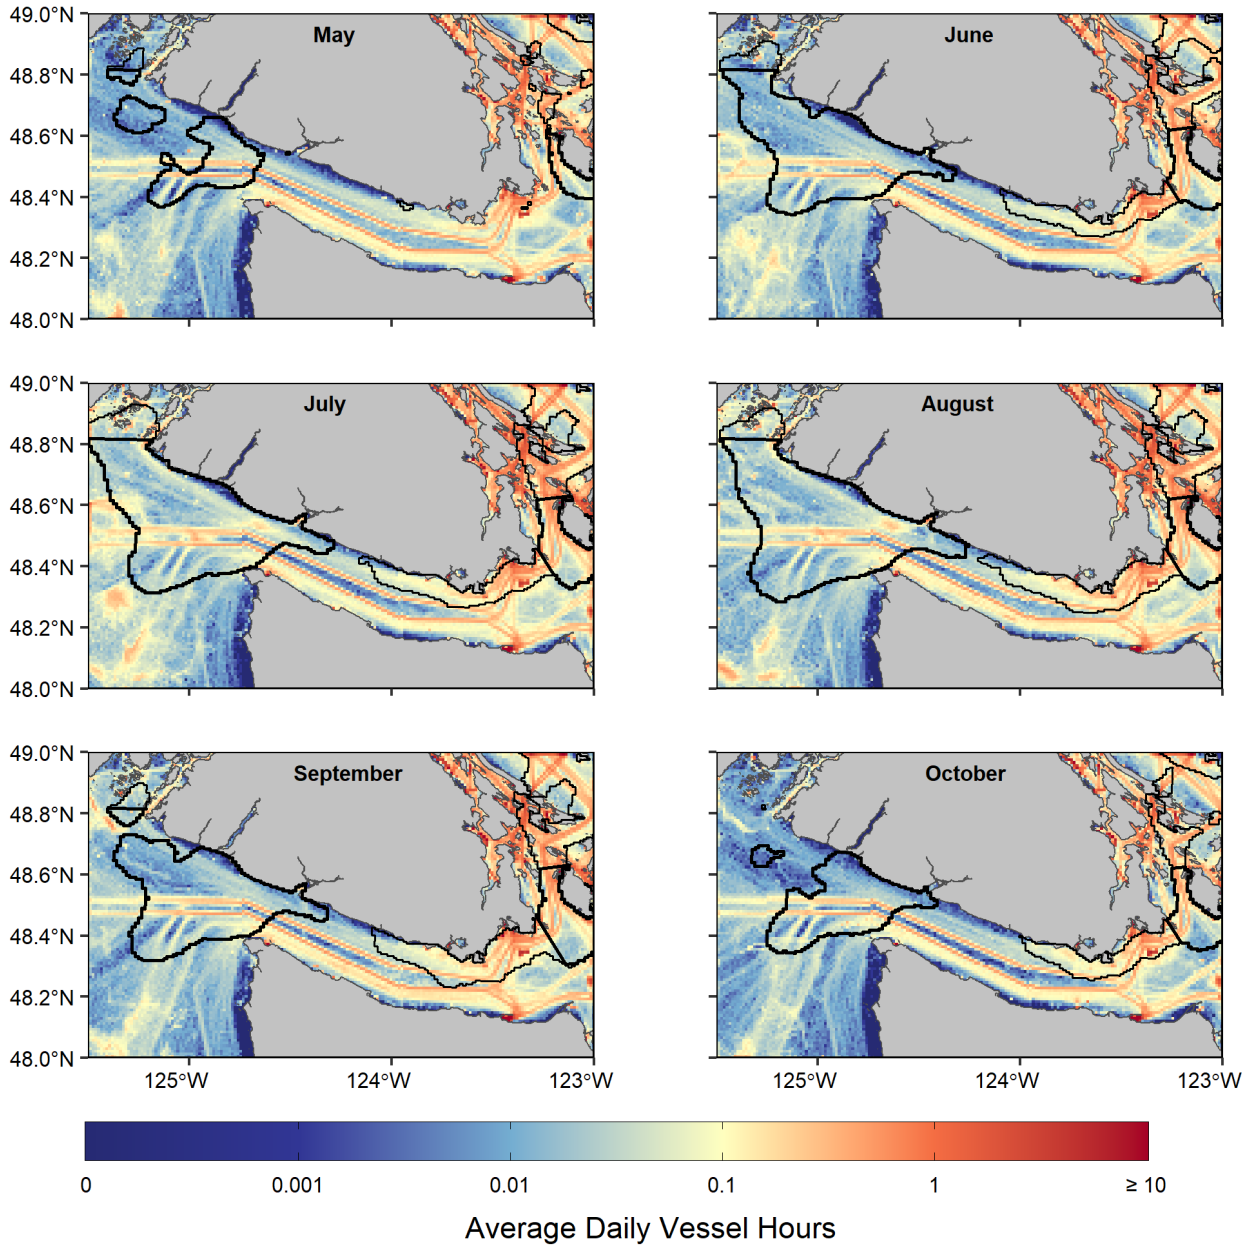 May
June
49.0°N
48.8°N
48.6°N
48.4°N
48.2°N
48.0°N
July
August
49.0°N
48.8°N
48.6°N
48.4°N
48.2°N
48.0°N
September
October
49.0°N
48.8°N
48.6°N
48.4°N
48.2°N
48.0°N
125°W 124°W 123°W 125°W 124°W 123°W
0 0.001 0.01 0.1 1 ≥ 10
Average Daily Vessel Hours